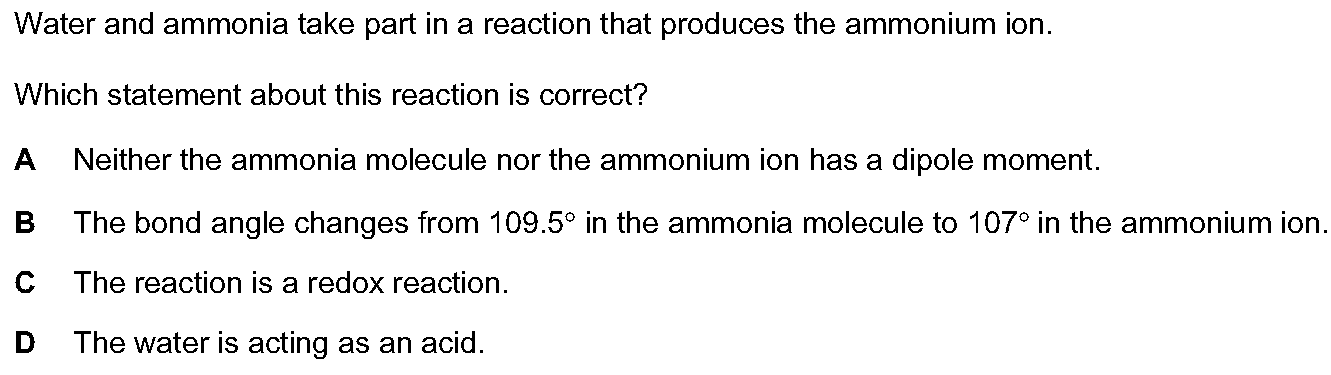 Water and ammonia take part in a reaction that produces the ammonium ion.
Which statement about this reaction is correct?
A Neither the ammonia molecule nor the ammonium ion has a dipole moment.
B The bond angle changes from 109.5° in the ammonia molecule to 107° in the ammonium ion.
C The reaction is a redox reaction.
D The water is acting as an acid.